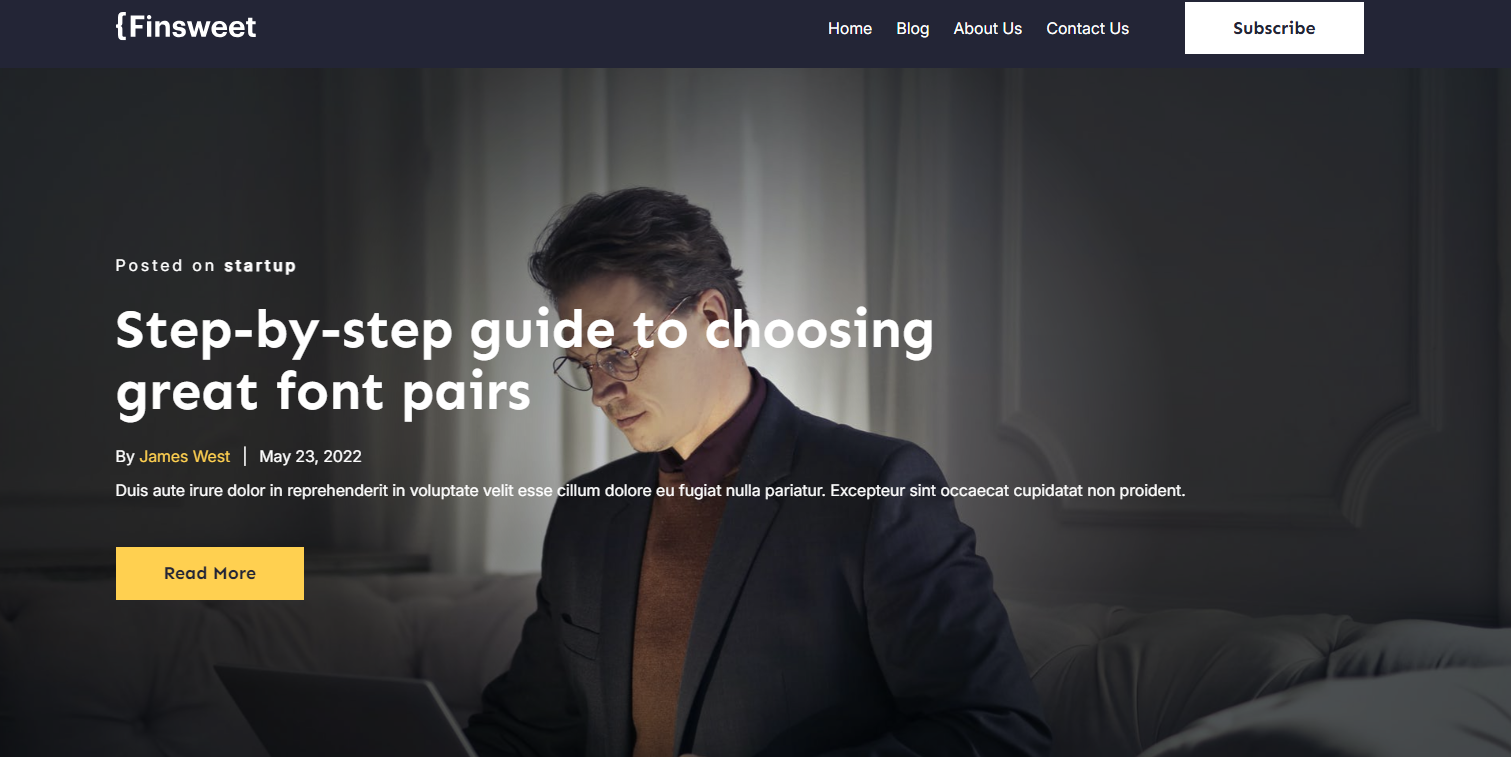 {Finsweet
Home Blog About Us Contact Us Subscribe
Posted on startup
Step-by-step guide to choosing
great font pairs
By James West | May 23, 2022
Duis aute irure dolor in reprehenderit in voluptate velit esse cillum dolore eu fugiat nulla pariatur. Excepteur sint occaecat cupidatat non proident.
Read More